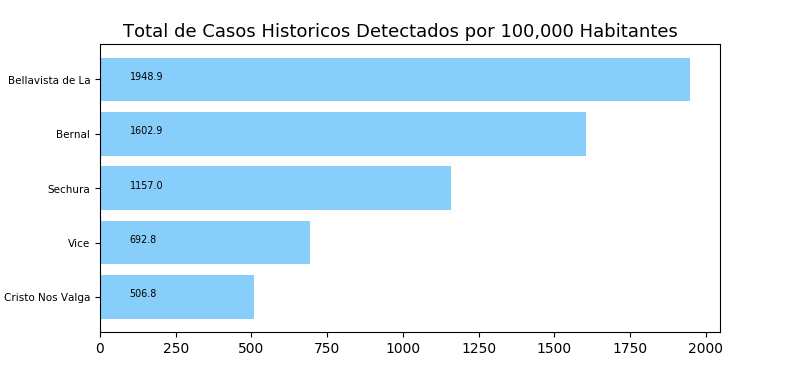 Total de Casos Historicos Detectados por 100,000 Habitantes
Bellavista de La 1948.9
Bernal 1602.9
Sechura 1157.0
Vice 692.8
Cristo Nos Valga 506.8
0 250 500 750 1000 1250 1500 1750 2000